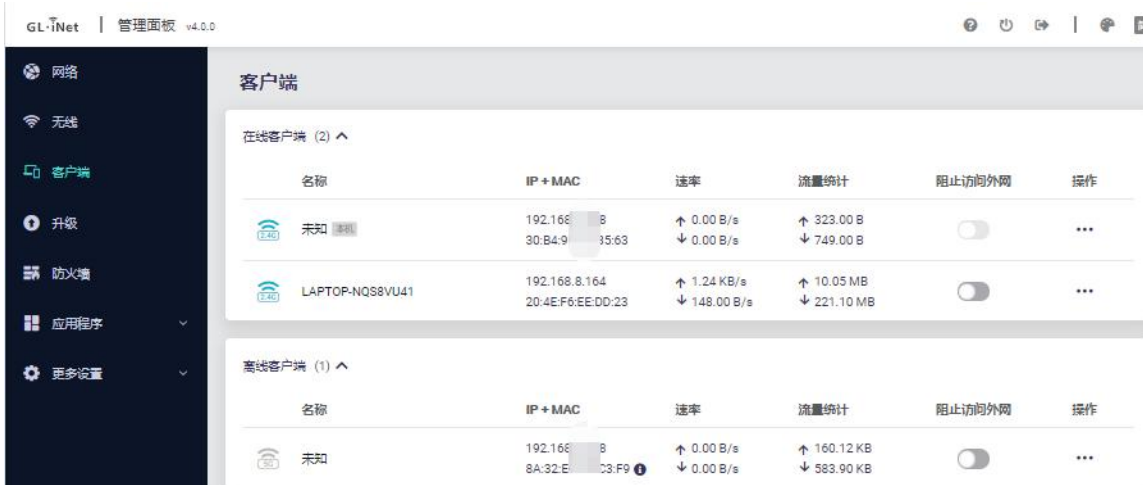 GL·iNet | 管理面板 v4.0.0
网络
无线
客户端
升级
防火墙
应用程序
更多设置
客户端
在线客户端 (2)
名称 IP + MAC 速率 流量统计 阻止访问外网 操作
2.4G 未知 本机 192.168 8 ↑ 0.00 B/s ↑ 323.00 B
30:B4:9 35:63 ↓ 0.00 B/s ↓ 749.00 B
2.4G LAPTOP-NQS8VU41 192.168.8.164 ↑ 1.24 KB/s ↑ 10.05 MB
20:4E:F6:EE:DD:23 ↓ 148.00 B/s ↓ 221.10 MB
离线客户端 (1)
名称 IP + MAC 速率 流量统计 阻止访问外网 操作
5G 未知 192.168 8 ↑ 0.00 B/s ↑ 160.12 KB
8A:32:E C3:F9 ↓ 0.00 B/s ↓ 583.90 KB